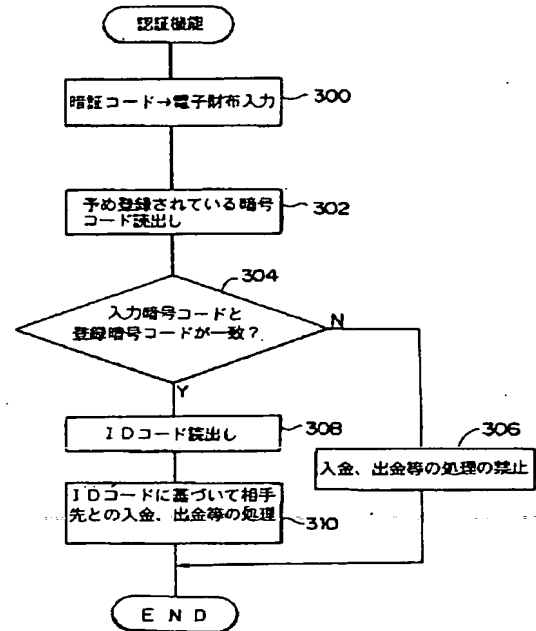 認証機能
暗証コード→電子財布入力
300
予め登録されている暗号
コード読出し
302
304
入力暗号コードと
登録暗号コードが一致？
N
Y
IDコード読出し
308
306
入金、出金等の処理の禁止
IDコードに基づいて相手
先との入金、出金等の処理
310
END